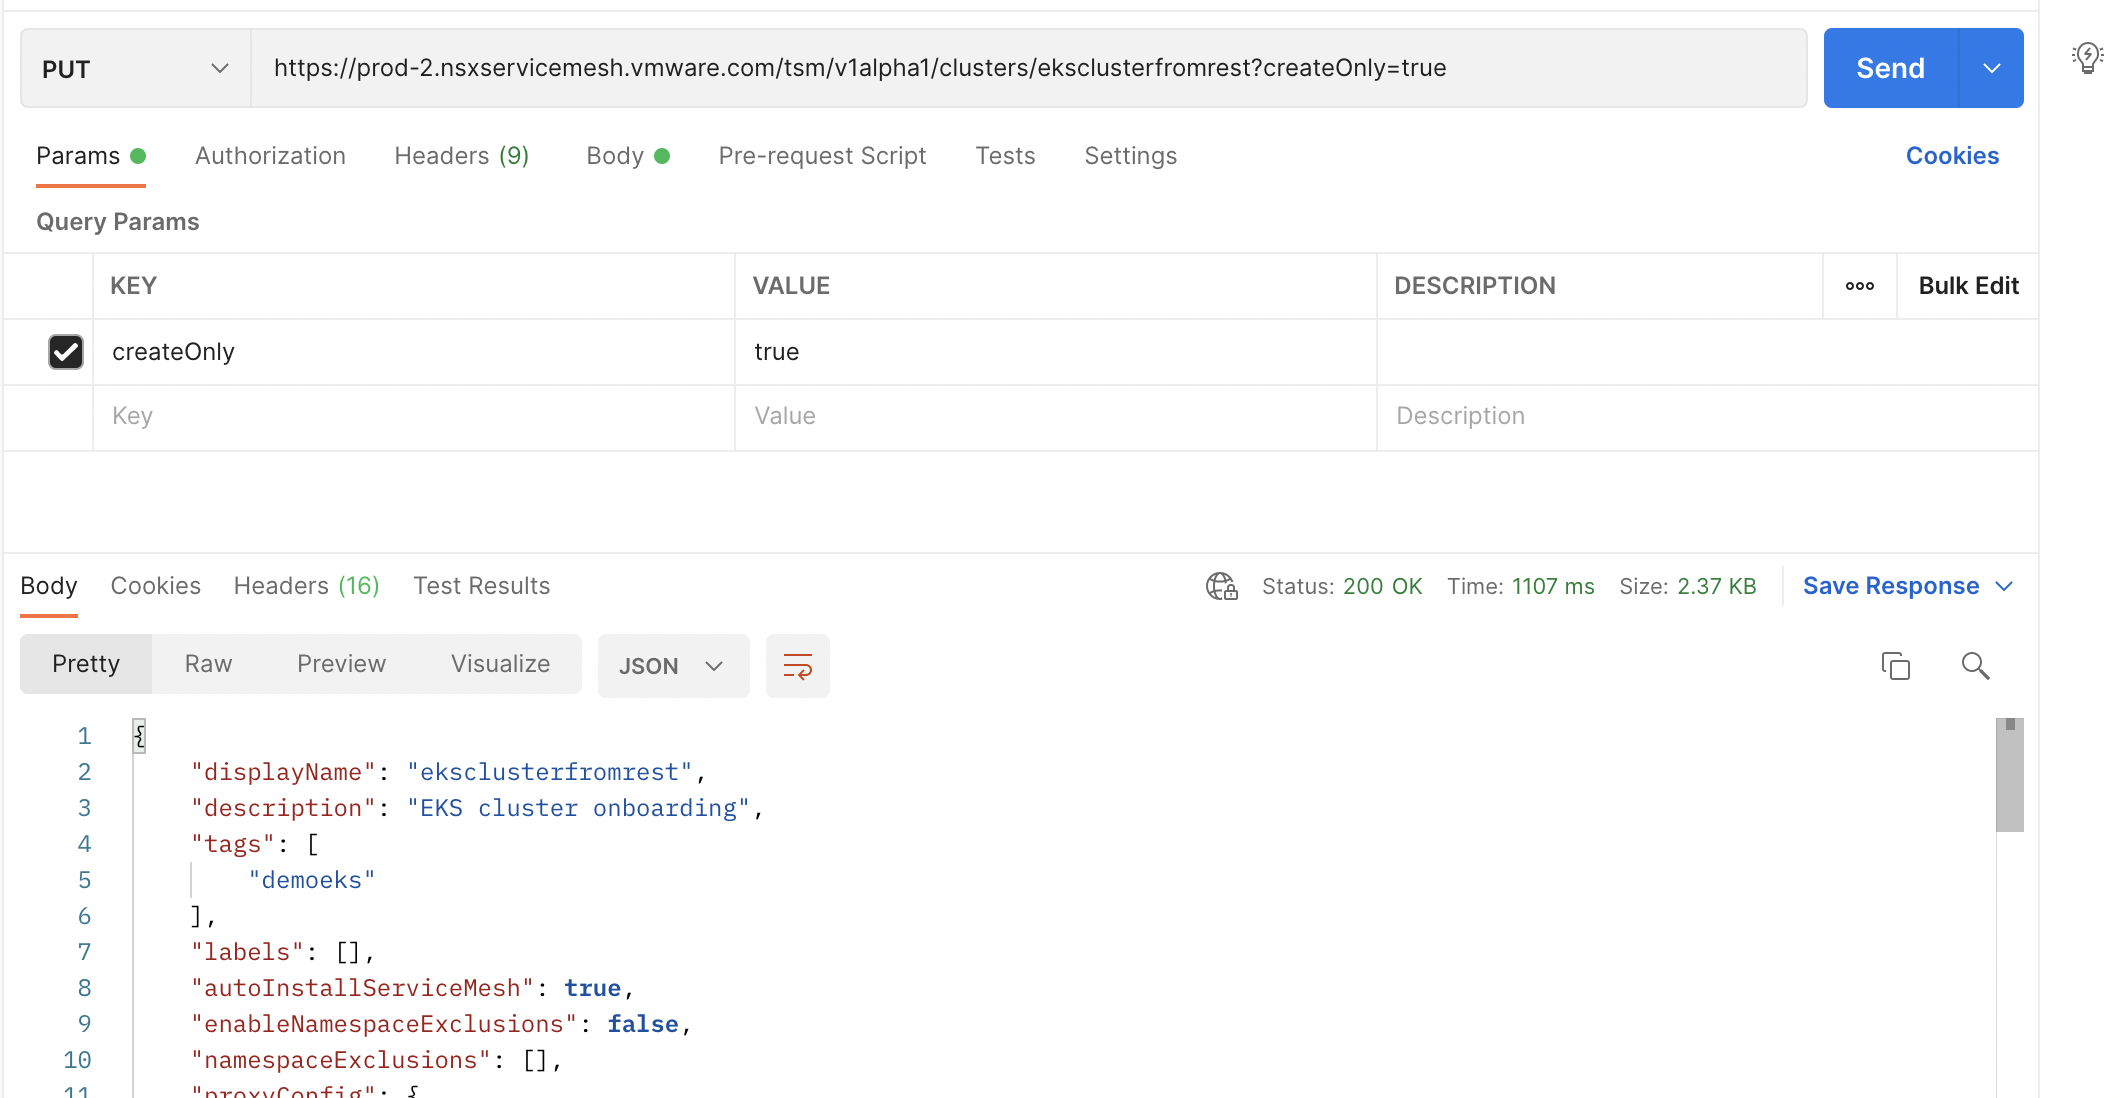 PUT https://prod-2.nsxservicemesh.vmware.com/tsm/v1alpha1/clusters/eksclusterfromrest?createOnly=true Send
Params Authorization Headers (9) Body Pre-request Script Tests Settings Cookies
Query Params
KEY VALUE DESCRIPTION ooo Bulk Edit
createOnly true
Key Value Description
Body Cookies Headers (16) Test Results Status: 200 OK Time: 1107 ms Size: 2.37 KB Save Response
Pretty Raw Preview Visualize JSON
1 {
2 "displayName": "eksclusterfromrest",
3 "description": "EKS cluster onboarding",
4 "tags": [
5 "demoeks"
6 ],
7 "labels": [],
8 "autoInstallServiceMesh": true,
9 "enableNamespaceExclusions": false,
10 "namespaceExclusions": [],
11 "proxyConfig": {